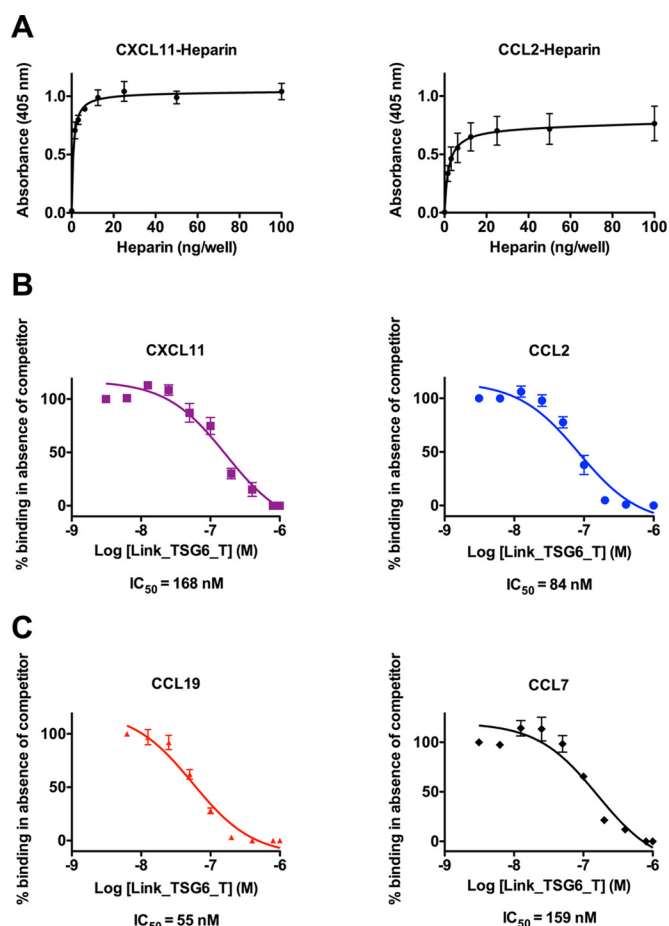 A
CXCL11-Heparin
Absorbance (405 nm)
1.0
0.5
0.0
0 20 40 60 80 100
Heparin (ng/well)
CCL2-Heparin
Absorbance (405 nm)
1.0
0.5
0.0
0 20 40 60 80 100
Heparin (ng/well)
B
CXCL11
% binding in absence of competitor
100
50
0
-9 -8 -7 -6
Log [Link_TSG6_T] (M)
IC50 = 168 nM
CCL2
% binding in absence of competitor
100
50
0
-9 -8 -7 -6
Log [Link_TSG6_T] (M)
IC50 = 84 nM
C
CCL19
% binding in absence of competitor
100
50
0
-9 -8 -7 -6
Log [Link_TSG6_T] (M)
IC50 = 55 nM
CCL7
% binding in absence of competitor
100
50
0
-9 -8 -7 -6
Log [Link_TSG6_T] (M)
IC50 = 159 nM